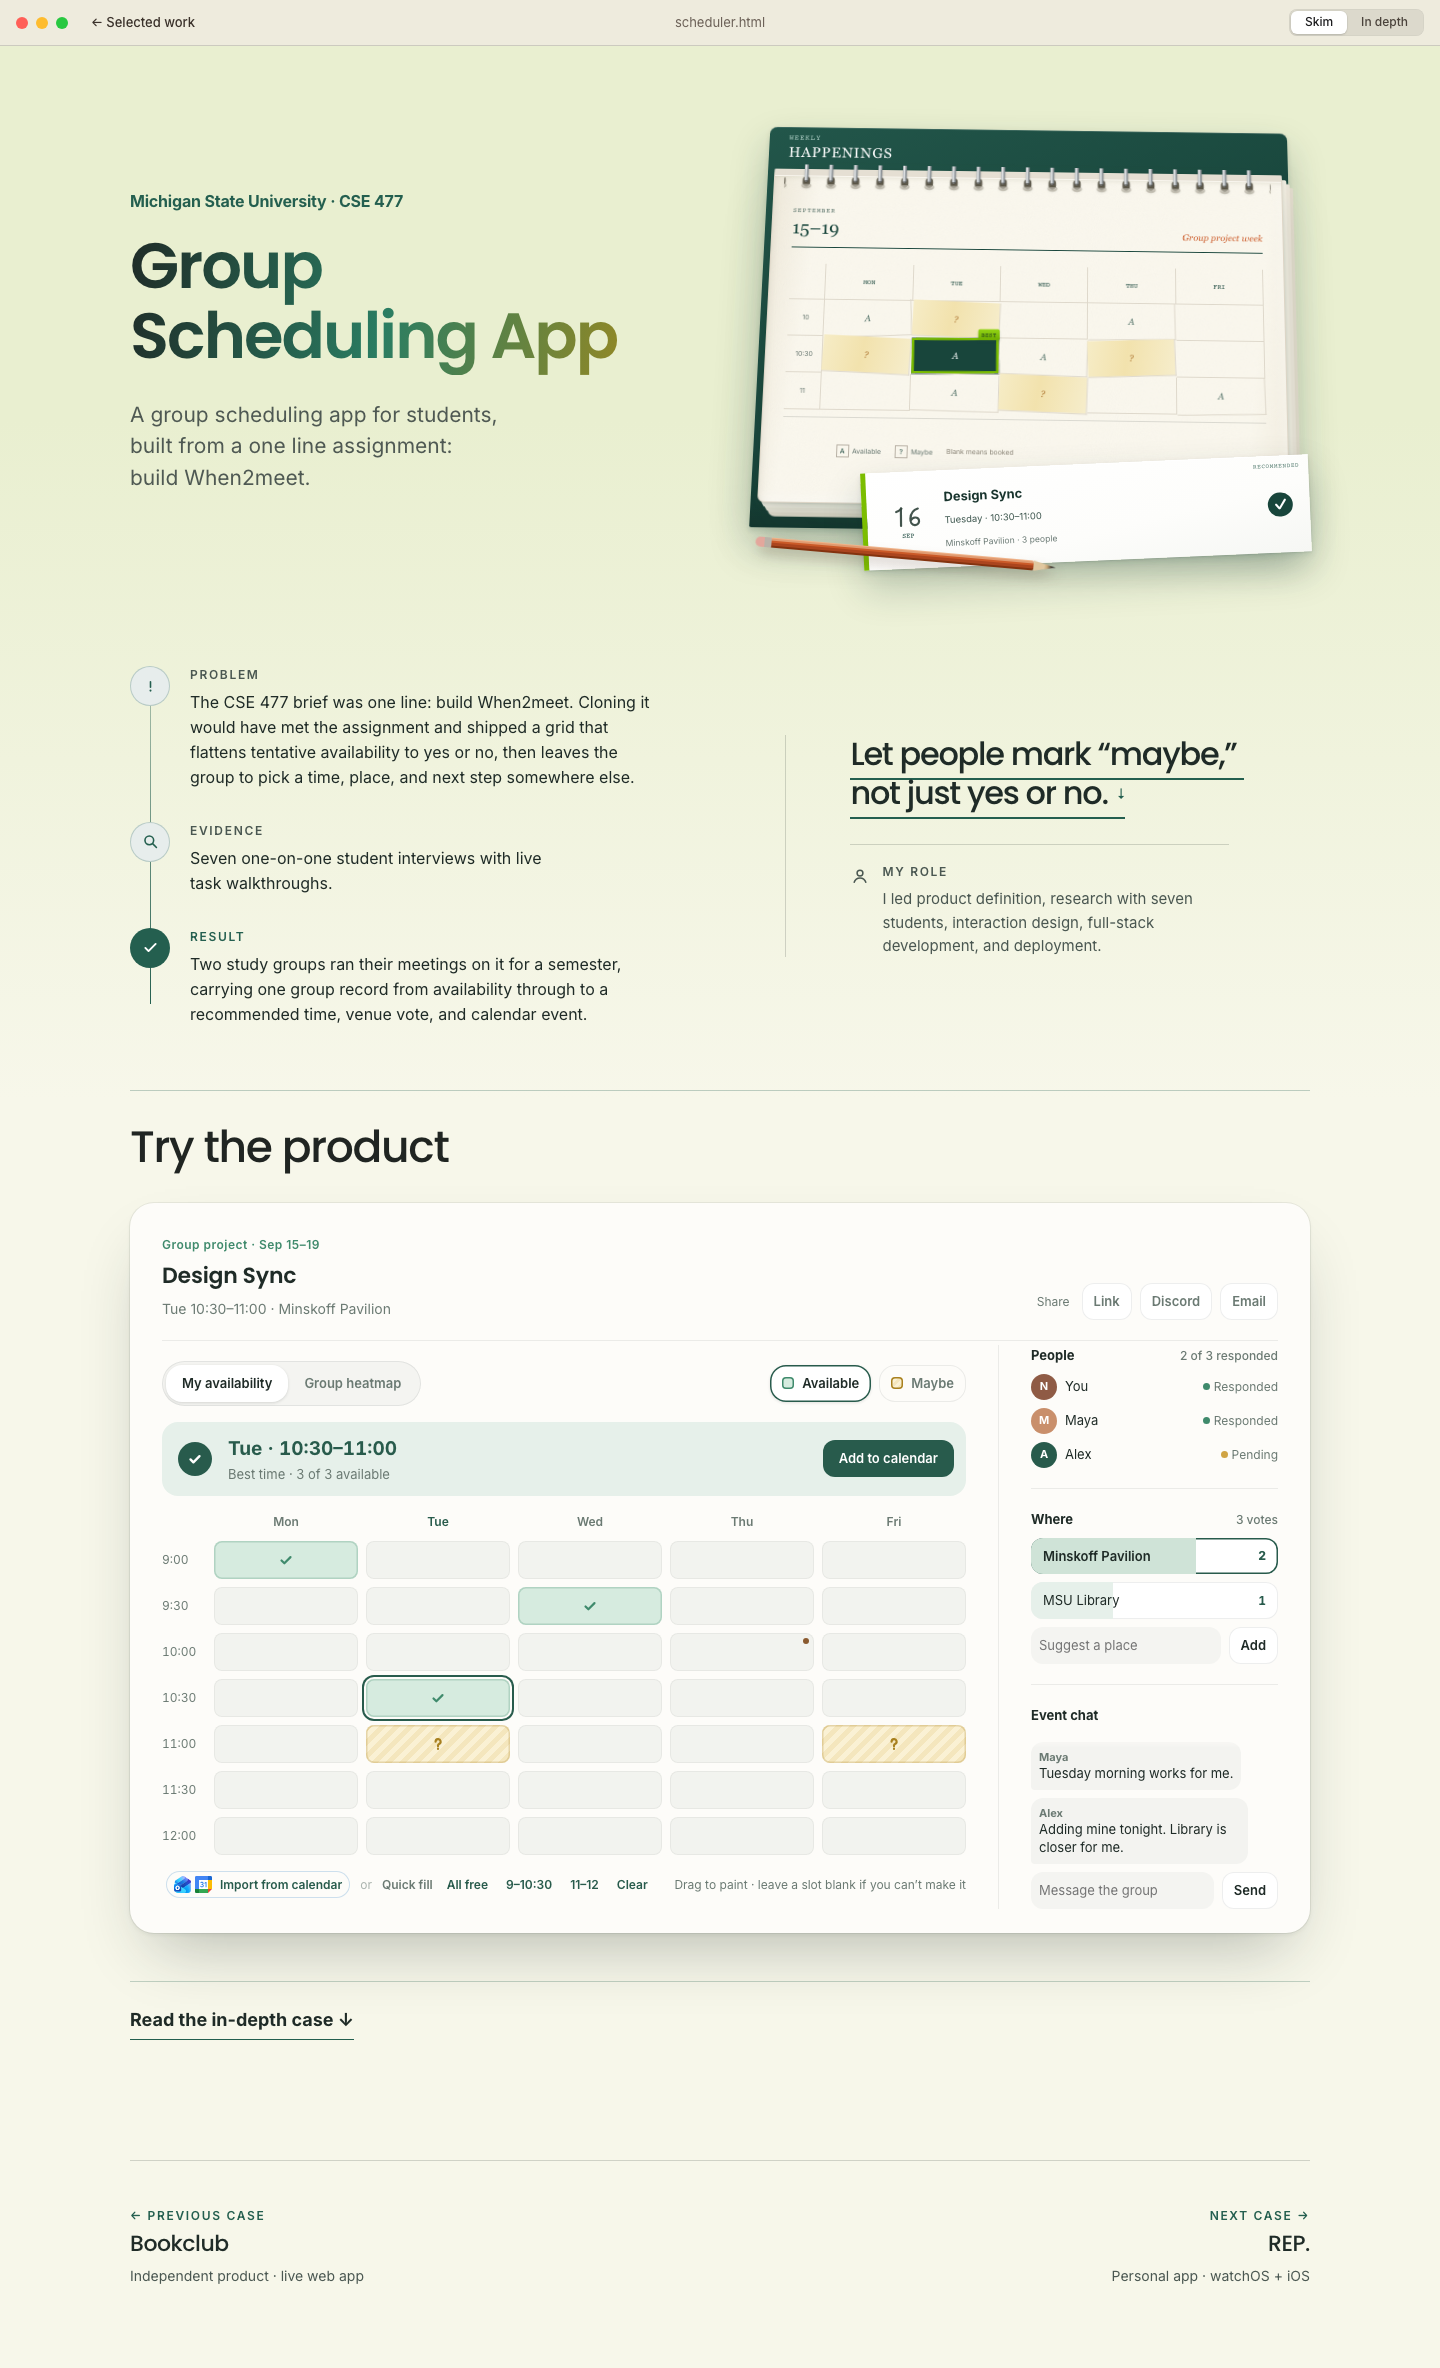 ← Selected work
scheduler.html
Skim
In depth
Michigan State University · CSE 477
Group
Scheduling App
A group scheduling app for students,
built from a one line assignment:
build When2meet.
WEEKLY
HAPPENINGS
SEPTEMBER
15–19
Group project week
MON TUE WED THU FRI
10 A ? A
BEST
10:30 ? A A ?
11 A ? A
A Available ? Maybe Blank means booked
RECOMMENDED
16
SEP
Design Sync
Tuesday · 10:30–11:00
Minskoff Pavilion · 3 people
!
PROBLEM
The CSE 477 brief was one line: build When2meet. Cloning it
would have met the assignment and shipped a grid that
flattens tentative availability to yes or no, then leaves the
group to pick a time, place, and next step somewhere else.
EVIDENCE
Seven one-on-one student interviews with live
task walkthroughs.
RESULT
Two study groups ran their meetings on it for a semester,
carrying one group record from availability through to a
recommended time, venue vote, and calendar event.
Let people mark “maybe,”
not just yes or no. ↓
MY ROLE
I led product definition, research with seven
students, interaction design, full-stack
development, and deployment.
Try the product
Group project · Sep 15–19
Design Sync
Tue 10:30–11:00 · Minskoff Pavilion
Share Link Discord Email
My availability Group heatmap
Available Maybe
Tue · 10:30–11:00
Best time · 3 of 3 available
Add to calendar
Mon Tue Wed Thu Fri
9:00
9:30
10:00
10:30
11:00 ? ?
11:30
12:00
31 Import from calendar or Quick fill All free 9–10:30 11–12 Clear Drag to paint · leave a slot blank if you can’t make it
People 2 of 3 responded
N You Responded
M Maya Responded
A Alex Pending
Where 3 votes
Minskoff Pavilion 2
MSU Library 1
Suggest a place Add
Event chat
Maya
Tuesday morning works for me.
Alex
Adding mine tonight. Library is
closer for me.
Message the group Send
Read the in-depth case ↓
← PREVIOUS CASE
Bookclub
Independent product · live web app
NEXT CASE →
REP.
Personal app · watchOS + iOS